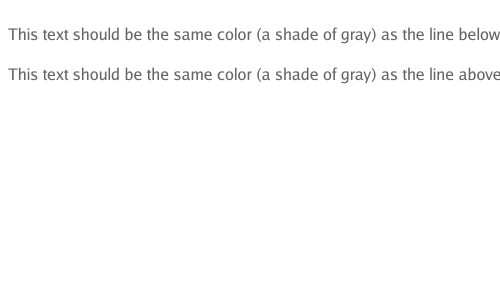 This text should be the same color (a shade of gray) as the line below
This text should be the same color (a shade of gray) as the line above